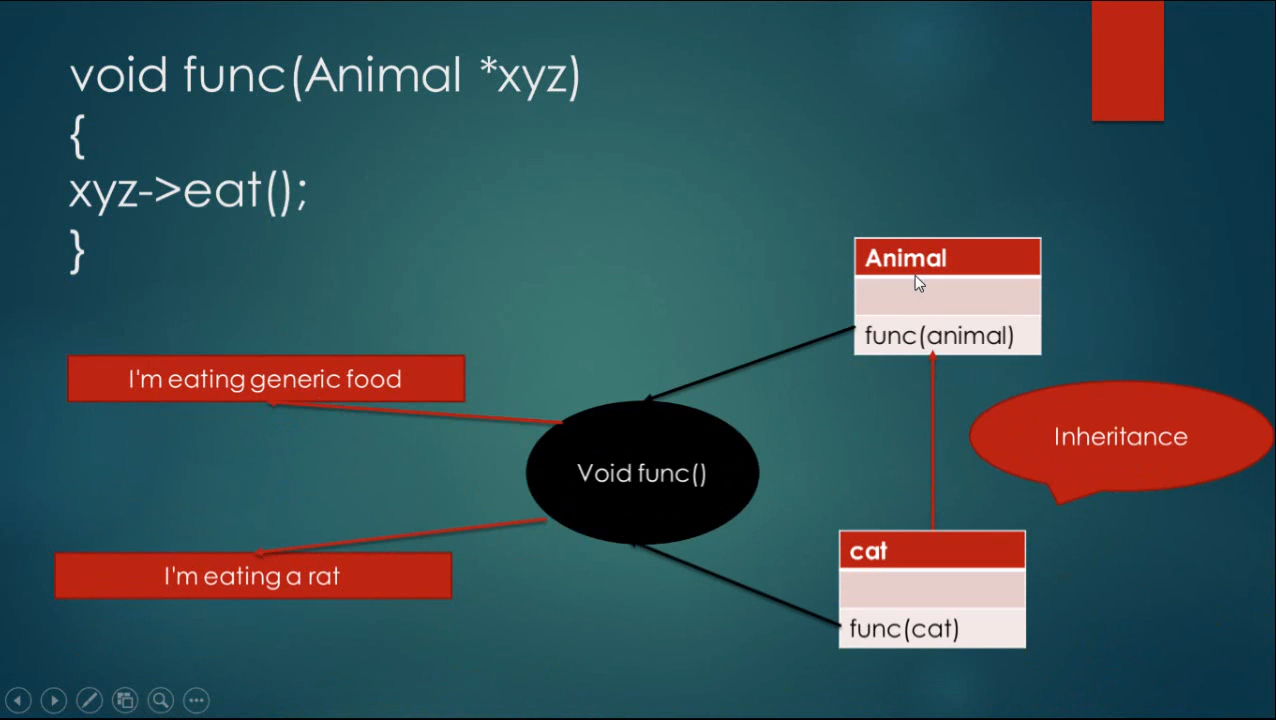 void func(Animal *xyz)
{
xyz->eat();
}
Animal
func(animal)
I'm eating generic food
Inheritance
Void func()
cat
I'm eating a rat
func(cat)